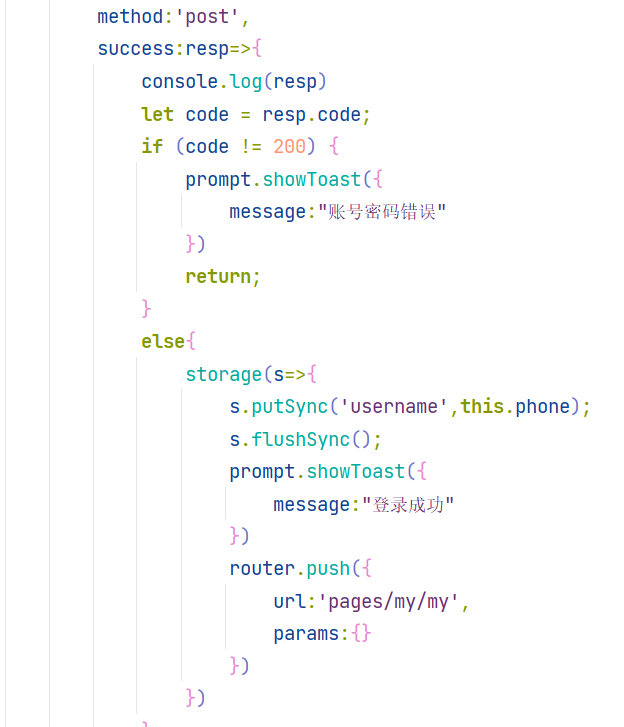 method:'post',
success:resp=>{
console.log(resp)
let code = resp.code;
if (code != 200) {
prompt.showToast({
message:"账号密码错误"
})
return;
}
else{
storage(s=>{
s.putSync('username',this.phone);
s.flushSync();
prompt.showToast({
message:"登录成功"
})
router.push({
url:'pages/my/my',
params:{}
})
})